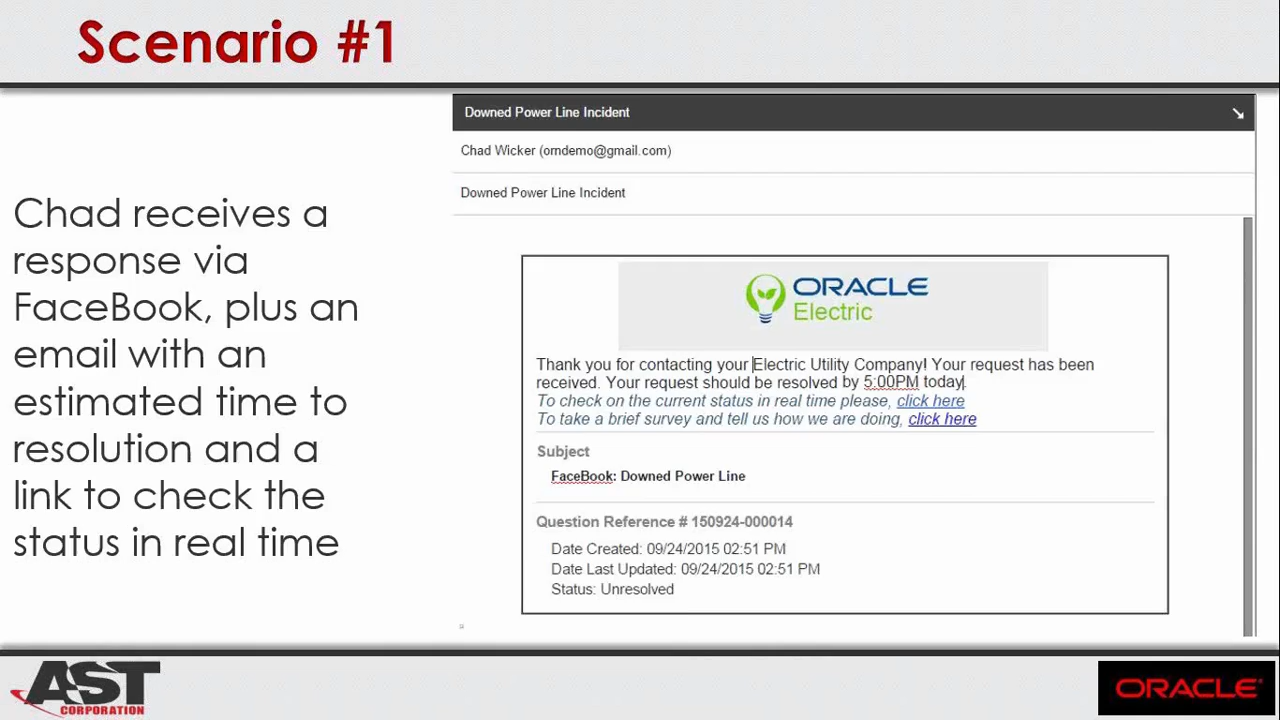 Scenario #1
Chad receives a
response via
FaceBook, plus an
email with an
estimated time to
resolution and a
link to check the
status in real time
Downed Power Line Incident
Chad Wicker (orndemo@gmail.com)
Downed Power Line Incident
ORACLE
Electric
Thank you for contacting your Electric Utility Company! Your request has been
received. Your request should be resolved by 5:00PM today.
To check on the current status in real time please, click here
To take a brief survey and tell us how we are doing, click here
Subject
FaceBook: Downed Power Line
Question Reference # 150924-000014
Date Created: 09/24/2015 02:51 PM
Date Last Updated: 09/24/2015 02:51 PM
Status: Unresolved
AST
CORPORATION
ORACLE